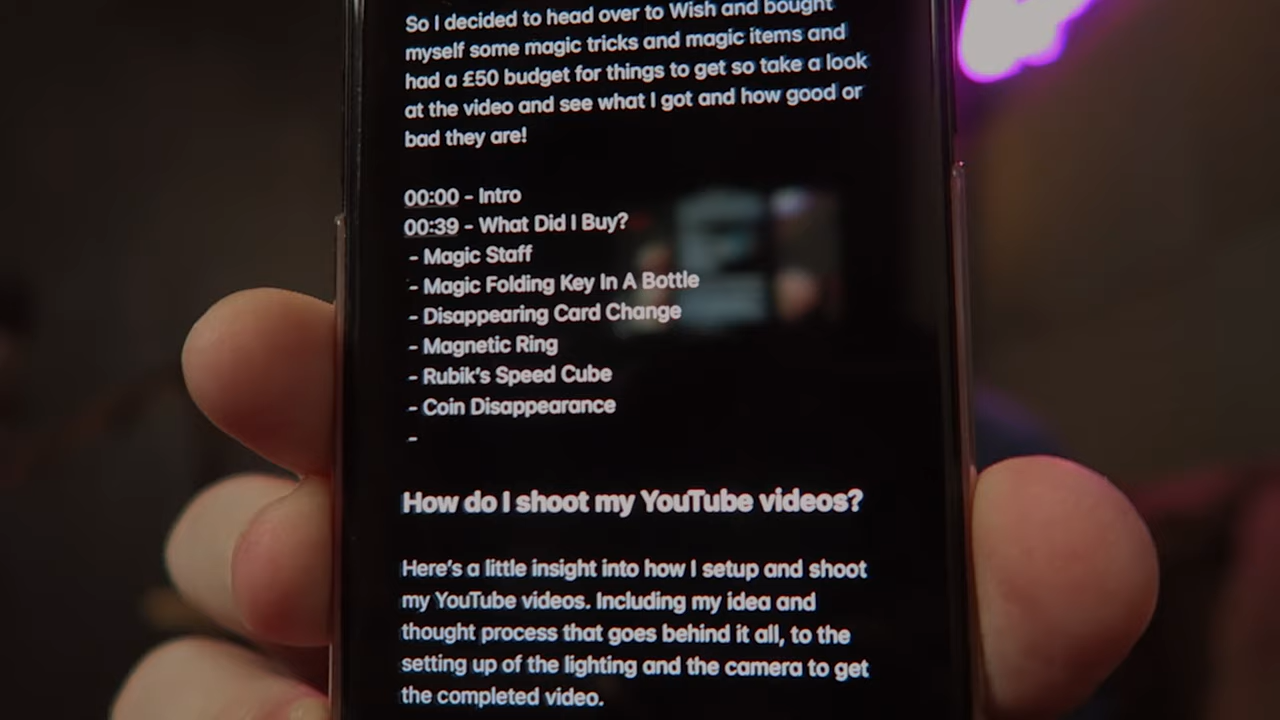 So I decided to head over to Wish and bought
myself some magic tricks and magic items and
had a £50 budget for things to get so take a look
at the video and see what I got and how good or
bad they are!
00:00 - Intro
00:39 - What Did I Buy?
- Magic Staff
- Magic Folding Key In A Bottle
- Disappearing Card Change
- Magnetic Ring
- Rubik's Speed Cube
- Coin Disappearance
-
How do I shoot my YouTube videos?
Here's a little insight into how I setup and shoot
my YouTube videos. Including my idea and
thought process that goes behind it all, to the
setting up of the lighting and the camera to get
the completed video.